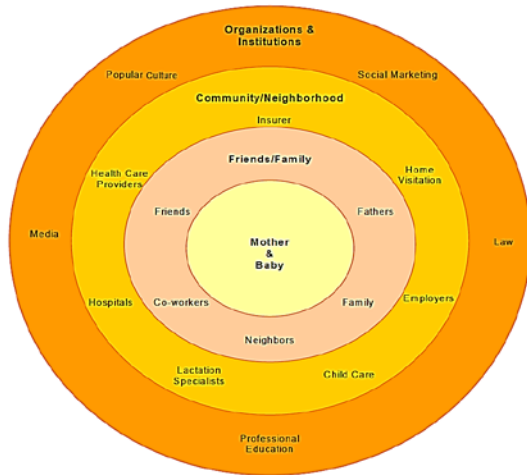 Organizations &
Institutions
Popular Culture
Social Marketing
Community/Neighborhood
Insurer
Friends/Family
Health Care
Providers
Home
Visitation
Friends
Fathers
Media
Mother
&
Baby
Law
Hospitals
Co-workers
Family
Employers
Neighbors
Lactation
Specialists
Child Care
Professional
Education